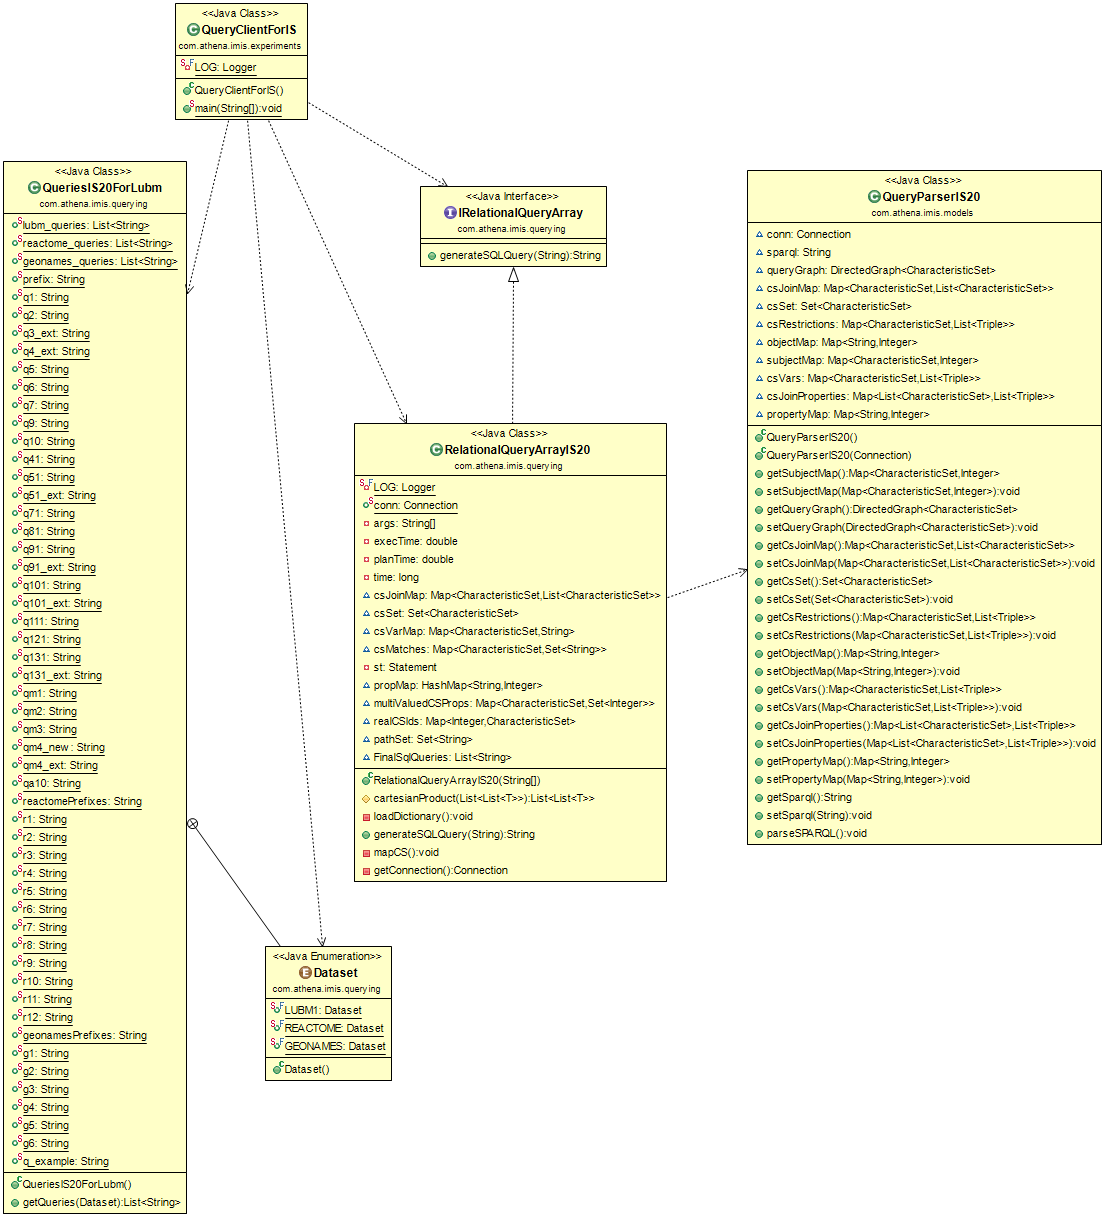 <<Java Class>>
QueryClientForIS
com.athena.imis.experiments
LOG: Logger
QueryClientForIS()
main(String[]):void
<<Java Class>>
QueriesIS20ForLubm
com.athena.imis.querying
lubm_queries: List<String>
reactome_queries: List<String>
geonames_queries: List<String>
prefix: String
q1: String
q2: String
q3_ext: String
q4_ext: String
q5: String
q6: String
q7: String
q9: String
q10: String
q41: String
q51: String
q51_ext: String
q71: String
q81: String
q91: String
q91_ext: String
q101: String
q101_ext: String
q111: String
q121: String
q131: String
q131_ext: String
qm1: String
qm2: String
qm3: String
qm4_new : String
qm4_ext: String
qa10: String
reactomePrefixes: String
r1: String
r2: String
r3: String
r4: String
r5: String
r6: String
r7: String
r8: String
r9: String
r10: String
r11: String
r12: String
geonamesPrefixes: String
g1: String
g2: String
g3: String
g4: String
g5: String
g6: String
q_example: String
QueriesIS20ForLubm()
getQueries(Dataset):List<String>
<<Java Interface>>
IRelationalQueryArray
com.athena.imis.querying
generateSQLQuery(String):String
<<Java Class>>
RelationalQueryArrayIS20
com.athena.imis.querying
LOG: Logger
conn: Connection
args: String[]
execTime: double
planTime: double
time: long
csJoinMap: Map<CharacteristicSet,List<CharacteristicSet>>
csSet: Set<CharacteristicSet>
csVarMap: Map<CharacteristicSet,String>
csMatches: Map<CharacteristicSet,Set<String>>
st: Statement
propMap: HashMap<String,Integer>
multiValuedCSProps: Map<CharacteristicSet,Set<Integer>>
realCSIds: Map<Integer,CharacteristicSet>
pathSet: Set<String>
FinalSqlQueries: List<String>
RelationalQueryArrayIS20(String[])
cartesianProduct(List<List<T>>):List<List<T>>
loadDictionary():void
generateSQLQuery(String):String
mapCS():void
getConnection():Connection
<<Java Enumeration>>
Dataset
com.athena.imis.querying
LUBM1: Dataset
REACTOME: Dataset
GEONAMES: Dataset
Dataset()
<<Java Class>>
QueryParserIS20
com.athena.imis.models
conn: Connection
sparql: String
queryGraph: DirectedGraph<CharacteristicSet>
csJoinMap: Map<CharacteristicSet,List<CharacteristicSet>>
csSet: Set<CharacteristicSet>
csRestrictions: Map<CharacteristicSet,List<Triple>>
objectMap: Map<String,Integer>
subjectMap: Map<CharacteristicSet,Integer>
csVars: Map<CharacteristicSet,List<Triple>>
csJoinProperties: Map<List<CharacteristicSet>,List<Triple>>
propertyMap: Map<String,Integer>
QueryParserIS20()
QueryParserIS20(Connection)
getSubjectMap():Map<CharacteristicSet,Integer>
setSubjectMap(Map<CharacteristicSet,Integer>):void
getQueryGraph():DirectedGraph<CharacteristicSet>
setQueryGraph(DirectedGraph<CharacteristicSet>):void
getCsJoinMap():Map<CharacteristicSet,List<CharacteristicSet>>
setCsJoinMap(Map<CharacteristicSet,List<CharacteristicSet>>):void
getCsSet():Set<CharacteristicSet>
setCsSet(Set<CharacteristicSet>):void
getCsRestrictions():Map<CharacteristicSet,List<Triple>>
setCsRestrictions(Map<CharacteristicSet,List<Triple>>):void
getObjectMap():Map<String,Integer>
setObjectMap(Map<String,Integer>):void
getCsVars():Map<CharacteristicSet,List<Triple>>
setCsVars(Map<CharacteristicSet,List<Triple>>):void
getCsJoinProperties():Map<List<CharacteristicSet>,List<Triple>>
setCsJoinProperties(Map<List<CharacteristicSet>,List<Triple>>):void
getPropertyMap():Map<String,Integer>
setPropertyMap(Map<String,Integer>):void
getSparql():String
setSparql(String):void
parseSPARQL():void